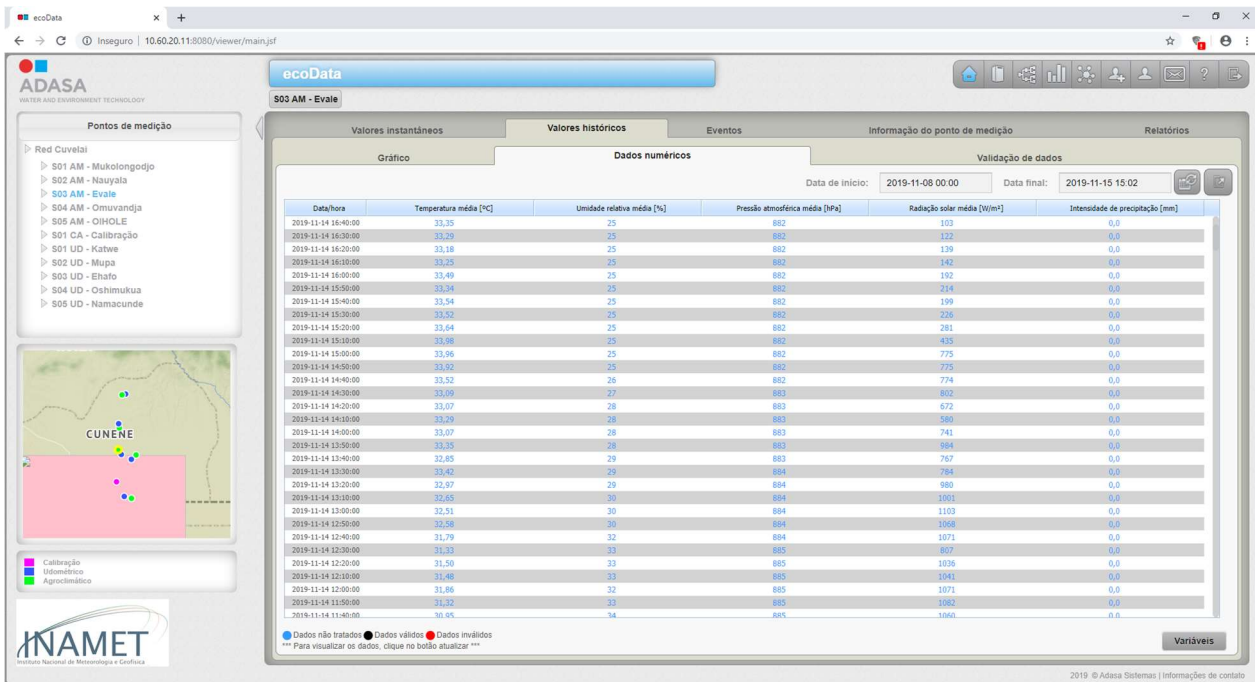 ecoData
Inseguro | 10.60.20.11:8080/viewer/main.jsf
ADASA
WATER AND ENVIRONMENT TECHNOLOGY
ecoData
S03 AM - Evale
Pontos de medição
Red Cuvelai
S01 AM - Mukolongodjo
S02 AM - Nauyala
S03 AM - Evale
S04 AM - Omuvandja
S05 AM - OIHOLE
S01 CA - Calibração
S01 UD - Katwe
S02 UD - Mupa
S03 UD - Ehafo
S04 UD - Oshimukua
S05 UD - Namacunde
CUNENE
Calibração
Udométrico
Agroclimático
INAMET
Instituto Nacional de Meteorologia e Geofísica
Valores instantâneos Valores históricos Eventos Informação do ponto de medição Relatórios
Gráfico Dados numéricos Validação de dados
Data de início: 2019-11-08 00:00 Data final: 2019-11-15 15:02
Data/hora Temperatura média [ºC] Umidade relativa média [%] Pressão atmosférica média [hPa] Radiação solar média [W/m²] Intensidade de precipitação [mm]
2019-11-14 16:40:00 33,35 25 882 103 0,0
2019-11-14 16:30:00 33,29 25 882 122 0,0
2019-11-14 16:20:00 33,18 25 882 139 0,0
2019-11-14 16:10:00 33,25 25 882 142 0,0
2019-11-14 16:00:00 33,49 25 882 192 0,0
2019-11-14 15:50:00 33,34 25 882 214 0,0
2019-11-14 15:40:00 33,54 25 882 199 0,0
2019-11-14 15:30:00 33,52 25 882 226 0,0
2019-11-14 15:20:00 33,64 25 882 281 0,0
2019-11-14 15:10:00 33,98 25 882 435 0,0
2019-11-14 15:00:00 33,96 25 882 775 0,0
2019-11-14 14:50:00 33,92 25 882 775 0,0
2019-11-14 14:40:00 33,52 26 882 774 0,0
2019-11-14 14:30:00 33,09 27 883 802 0,0
2019-11-14 14:20:00 33,07 28 883 672 0,0
2019-11-14 14:10:00 33,29 28 883 580 0,0
2019-11-14 14:00:00 33,07 28 883 741 0,0
2019-11-14 13:50:00 33,35 28 883 984 0,0
2019-11-14 13:40:00 32,85 29 883 767 0,0
2019-11-14 13:30:00 33,42 29 884 784 0,0
2019-11-14 13:20:00 32,97 29 884 980 0,0
2019-11-14 13:10:00 32,65 30 884 1001 0,0
2019-11-14 13:00:00 32,51 30 884 1103 0,0
2019-11-14 12:50:00 32,58 30 884 1068 0,0
2019-11-14 12:40:00 31,79 32 884 1071 0,0
2019-11-14 12:30:00 31,33 33 885 807 0,0
2019-11-14 12:20:00 31,50 33 885 1036 0,0
2019-11-14 12:10:00 31,48 33 885 1041 0,0
2019-11-14 12:00:00 31,86 32 885 1071 0,0
2019-11-14 11:50:00 31,32 33 885 1082 0,0
2019-11-14 11:40:00 30,95 34 885 1060 0,0
Dados não tratados Dados válidos Dados inválidos
*** Para visualizar os dados, clique no botão atualizar ***
Variáveis
2019 © Adasa Sistemas | Informações de contato